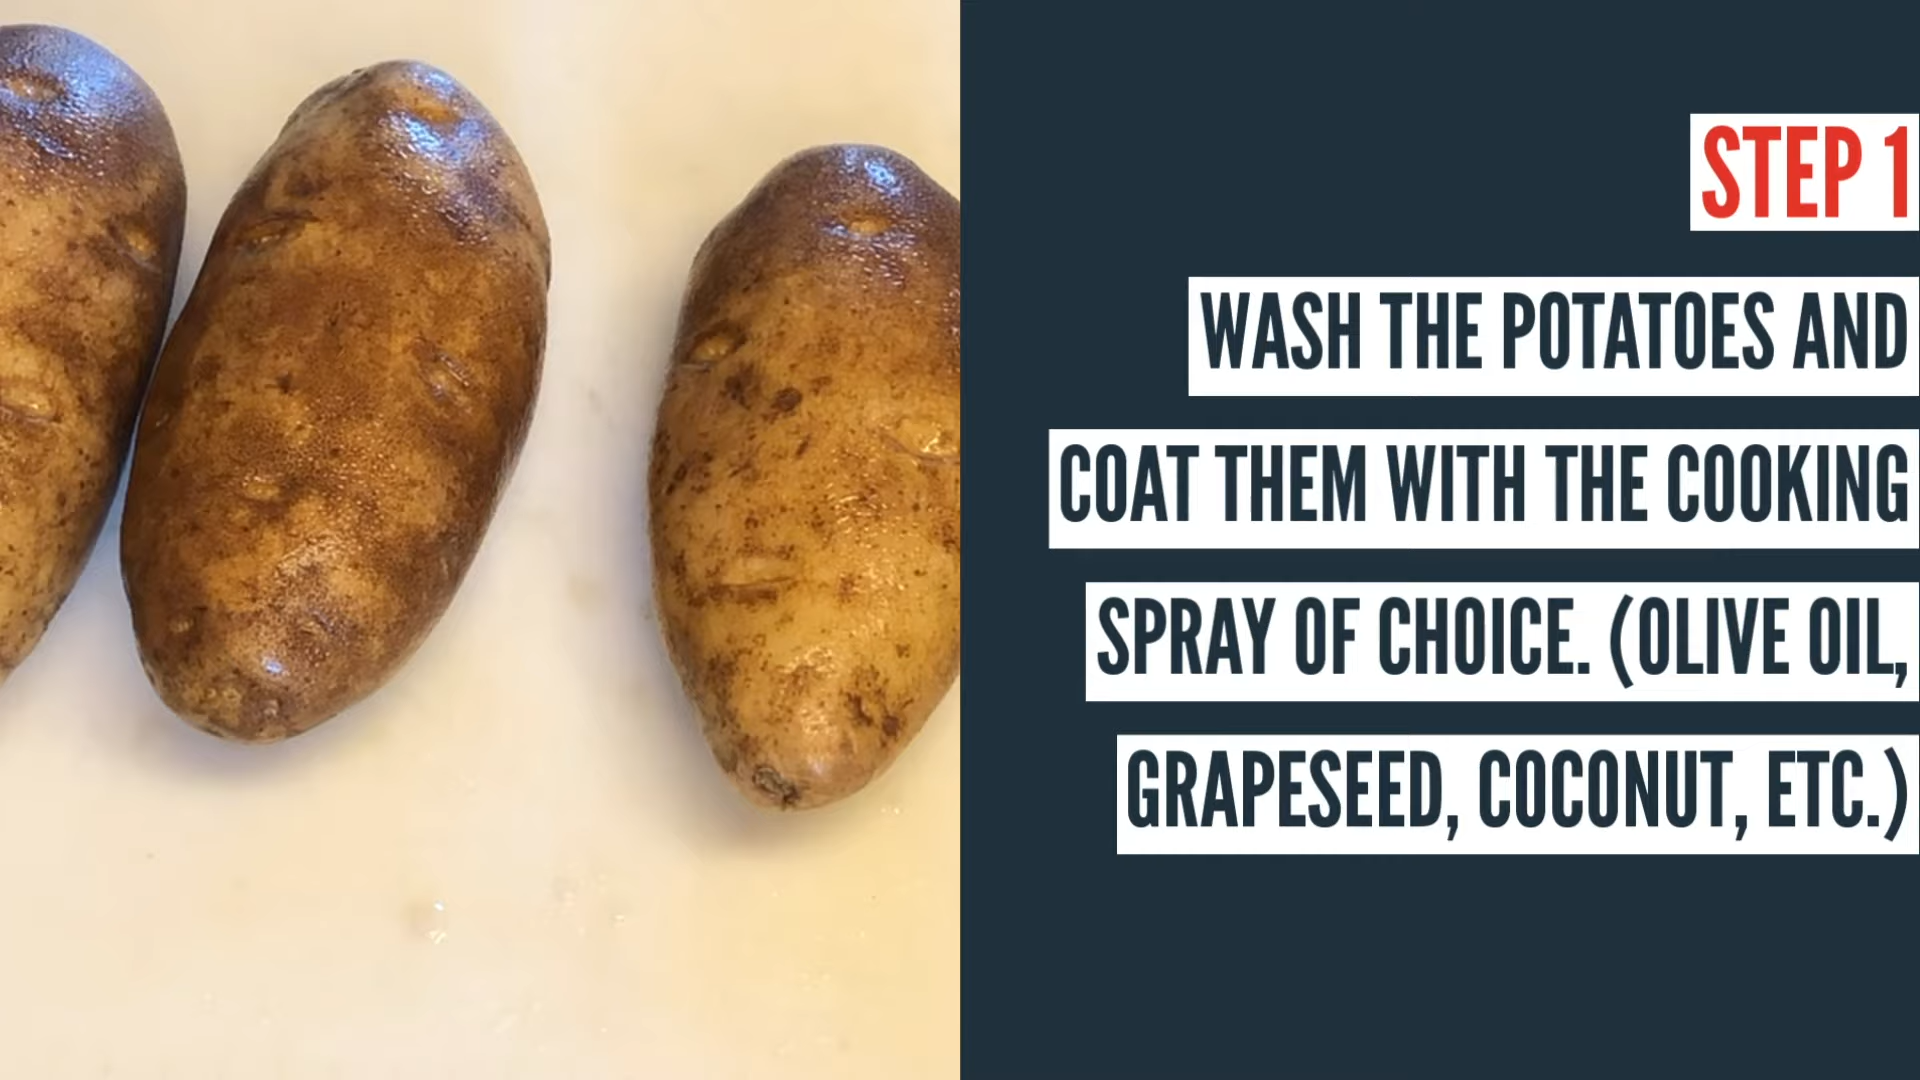 STEP 1
WASH THE POTATOES AND
COAT THEM WITH THE COOKING
SPRAY OF CHOICE. (OLIVE OIL,
GRAPESEED, COCONUT, ETC.)